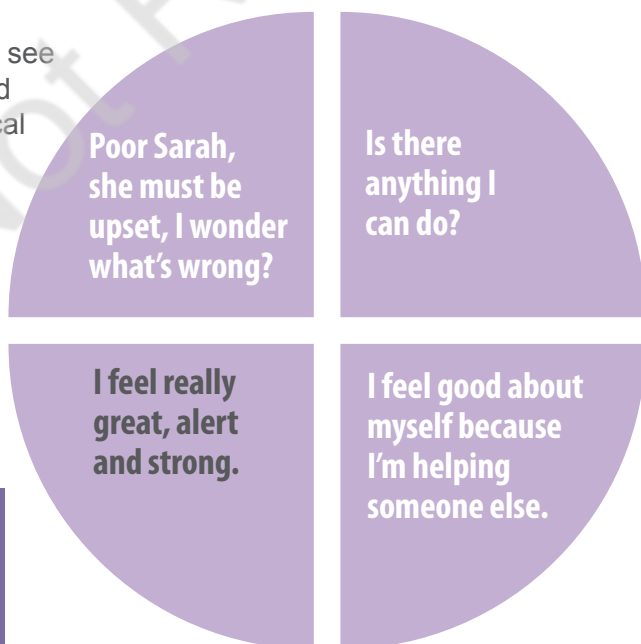 see
Poor Sarah,
she must be
upset, I wonder
what's wrong?
Is there
anything I
can do?
I feel really
great, alert
and strong.
I feel good about
myself because
I'm helping
someone else.